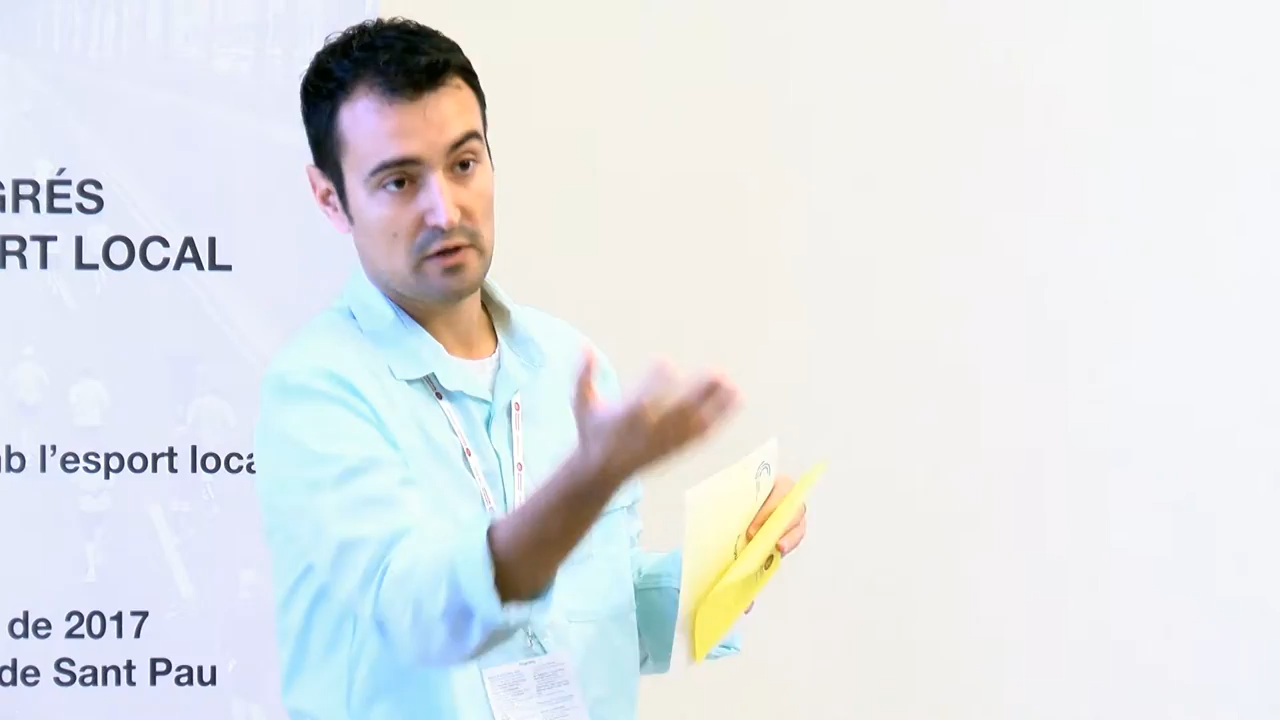 GRÉS
RT LOCAL
b l'esport loca
de 2017
de Sant Pau